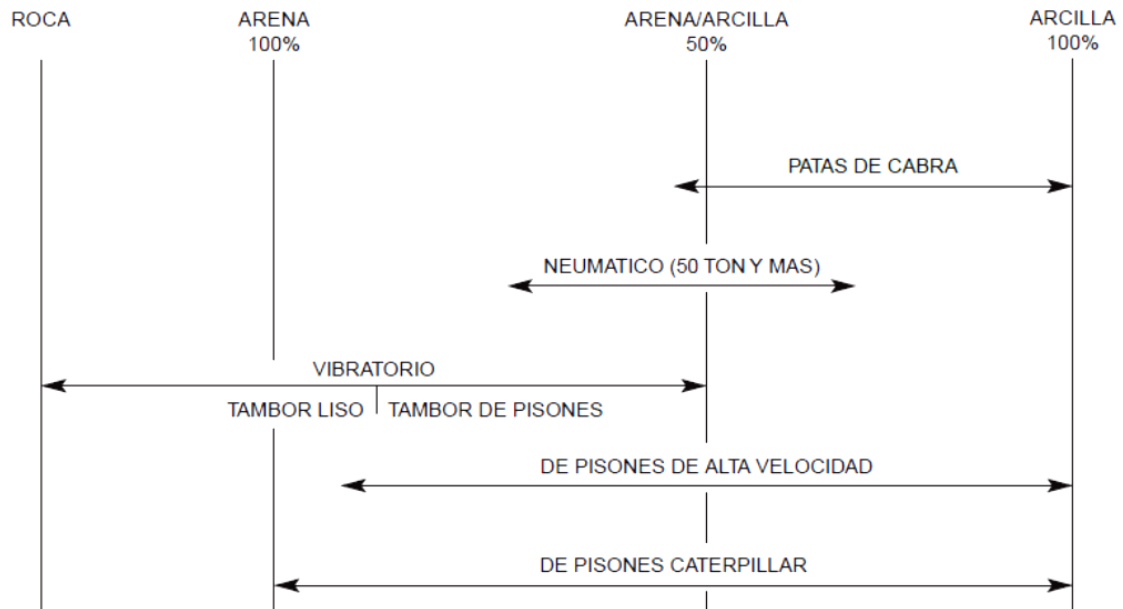 ROCA
ARENA
100%
ARENA/ARCILLA
50%
ARCILLA
100%
PATAS DE CABRA
NEUMATICO (50 TON Y MAS)
VIBRATORIO
TAMBOR LISO
TAMBOR DE PISONES
DE PISONES DE ALTA VELOCIDAD
DE PISONES CATERPILLAR